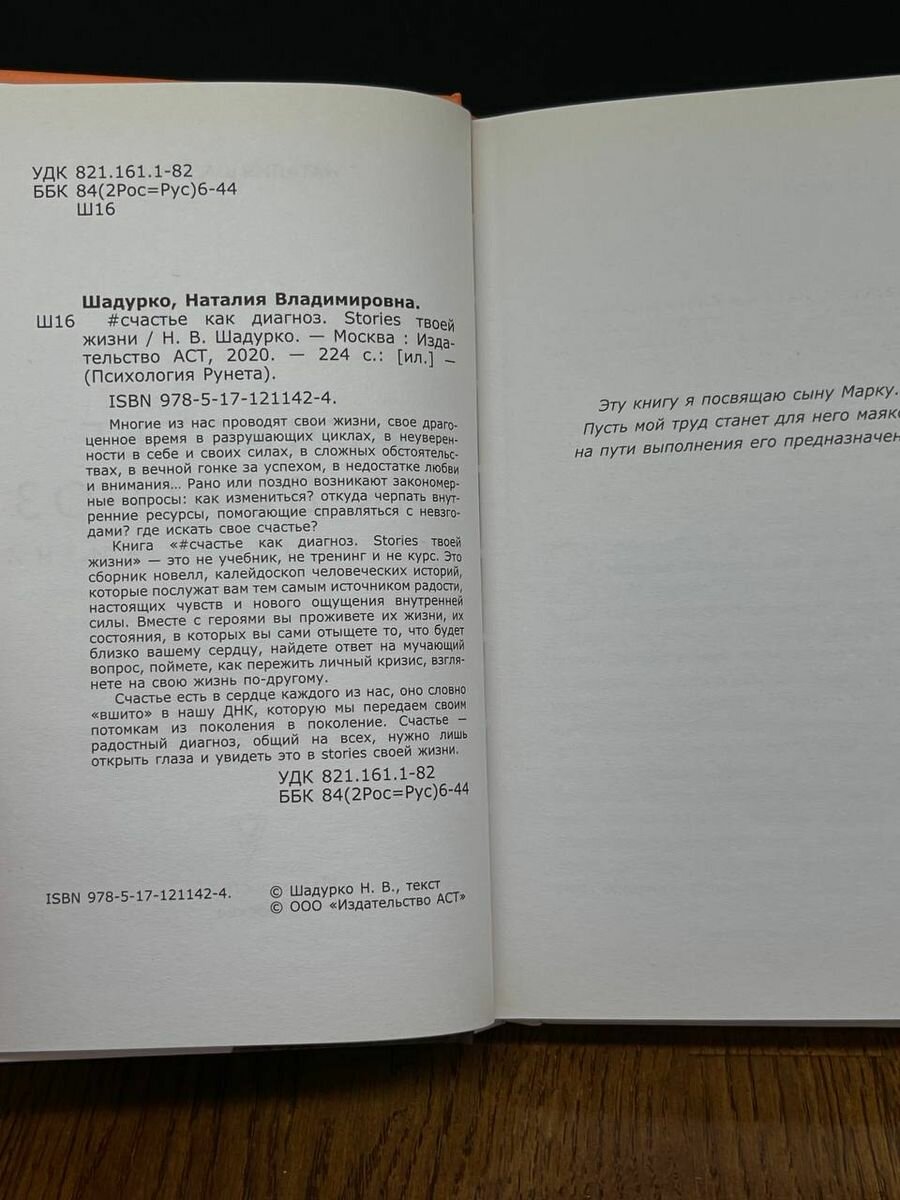 УДК 821.161.1-82
ББК 84(2Рос=Рус)6-44
Ш16
Шадурко, Наталия Владимировна.
Ш16 #счастье как диагноз. Stories твоей
жизни / Н. В. Шадурко. — Москва : Изда-
тельство АСТ, 2020. — 224 с.: [ил.] —
(Психология Рунета).
ISBN 978-5-17-121142-4.
Многие из нас проводят свои жизни, свое драго-
ценное время в разрушающих циклах, в неуверен-
ности в себе и своих силах, в сложных обстоятельс-
твах, в вечной гонке за успехом, в недостатке любви
и внимания... Рано или поздно возникают закономер-
ные вопросы: как измениться? откуда черпать внут-
ренние ресурсы, помогающие справляться с невзго-
дами? где искать свое счастье?
Книга «#счастье как диагноз. Stories твоей
жизни» — это не учебник, не тренинг и не курс. Это
сборник новелл, калейдоскоп человеческих историй,
которые послужат вам тем самым источником радости,
настоящих чувств и нового ощущения внутренней
силы. Вместе с героями вы проживете их жизни, их
состояния, в которых вы сами отыщете то, что будет
близко вашему сердцу, найдете ответ на мучающий
вопрос, поймете, как пережить личный кризис, взгля-
нете на свою жизнь по-другому.
Счастье есть в сердце каждого из нас, оно словно
«вшито» в нашу ДНК, которую мы передаем своим
потомкам из поколения в поколение. Счастье –
радостный диагноз, общий на всех, нужно лишь
открыть глаза и увидеть это в stories своей жизни.
УДК 821.161.1-82
ББК 84(2Рос=Рус)6-44
ISBN 978-5-17-121142-4.
© Шадурко Н. В., текст
© ООО «Издательство АСТ»
Эту книгу я посвящаю сыну Марку.
Пусть мой труд станет для него маяко
на пути выполнения его предназначен